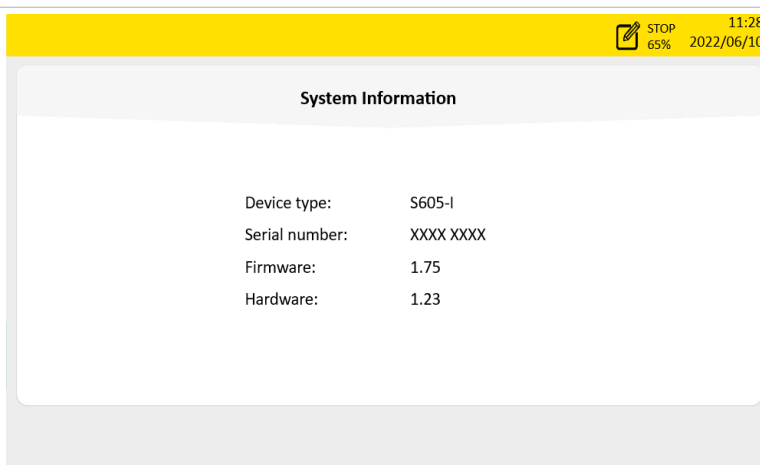 STOP 11:28
65% 2022/06/10
System Information
Device type: S605-I
Serial number: XXXX XXXX
Firmware: 1.75
Hardware: 1.23